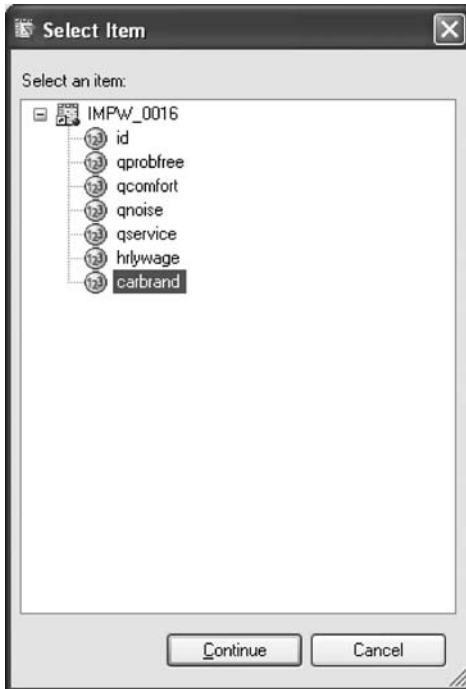 Select Item
Select an item:
IMPW_0016
id
qprobfree
qcomfort
qnoise
qservice
hrlywage
carbrand
Continue Cancel